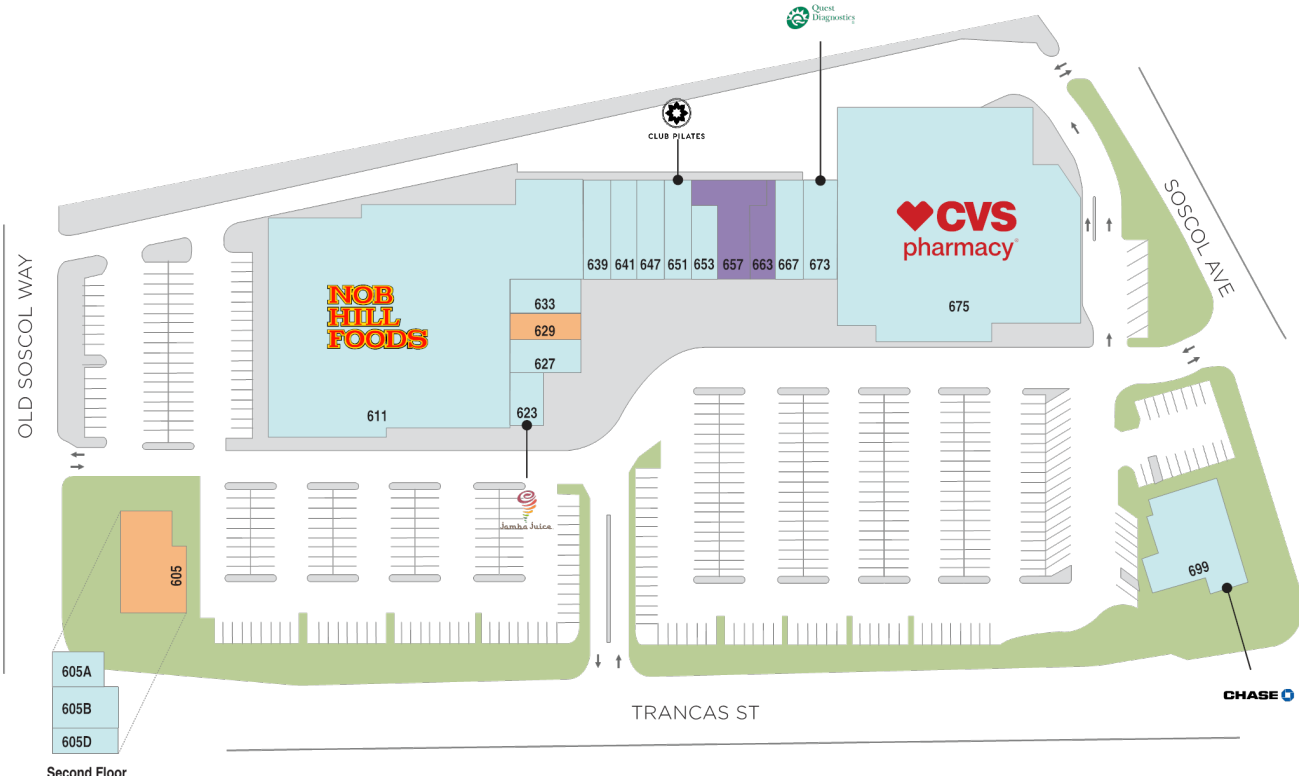 Quest
Diagnostics
CLUB PILATES
SOSCOL AVE
CVS
pharmacy
OLD SOSCOL WAY
NOB
HILL
FOODS
639 641 647 651 653 657 663 667 673
675
633
629
627
623
611
Jamba Juice
605
699
605A
605B
605D
CHASE
TRANCAS ST
Second Floor